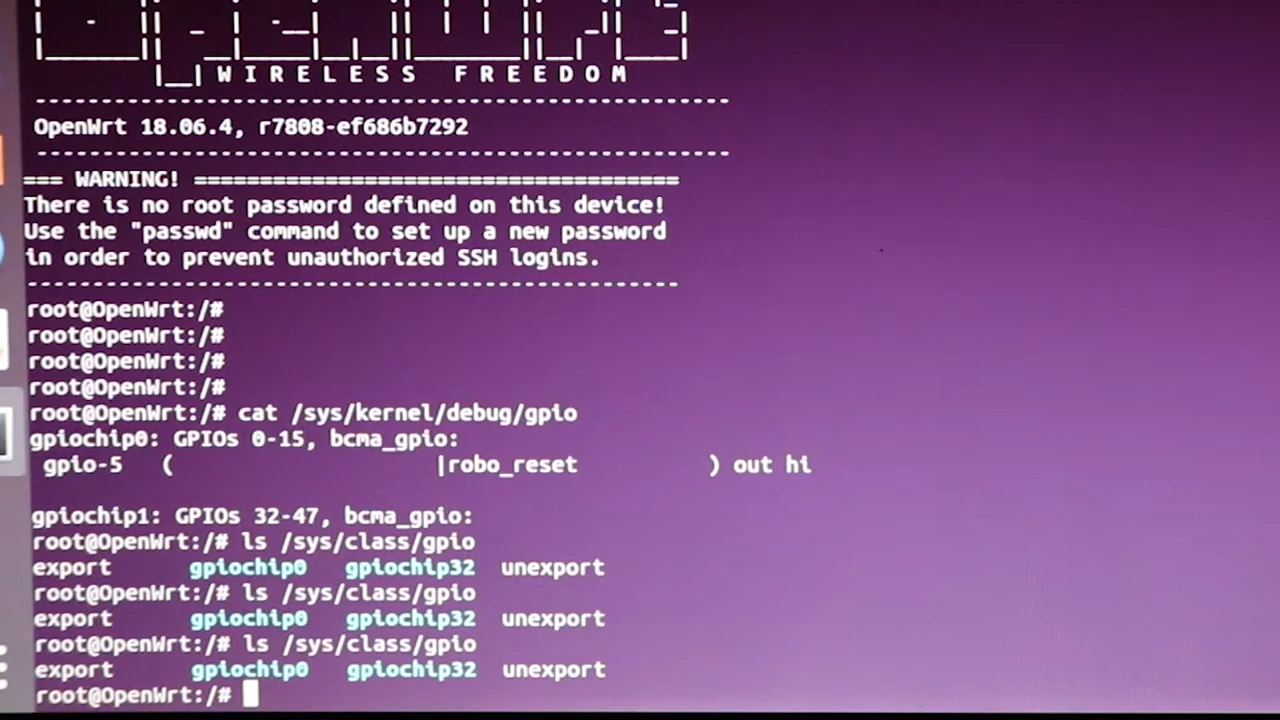 WIRELESS FREEDOM
-----------------------------------------------------
OpenWrt 18.06.4, r7808-ef686b7292
-----------------------------------------------------
=== WARNING! =====================================
There is no root password defined on this device!
Use the "passwd" command to set up a new password
in order to prevent unauthorized SSH logins.
--------------------------------------------------
root@OpenWrt:/#
root@OpenWrt:/#
root@OpenWrt:/#
root@OpenWrt:/#
root@OpenWrt:/# cat /sys/kernel/debug/gpio
gpiochip0: GPIOs 0-15, bcma_gpio:
gpio-5 ( |robo_reset ) out hi
gpiochip1: GPIOs 32-47, bcma_gpio:
root@OpenWrt:/# ls /sys/class/gpio
export gpiochip0 gpiochip32 unexport
root@OpenWrt:/# ls /sys/class/gpio
export gpiochip0 gpiochip32 unexport
root@OpenWrt:/# ls /sys/class/gpio
export gpiochip0 gpiochip32 unexport
root@OpenWrt:/#